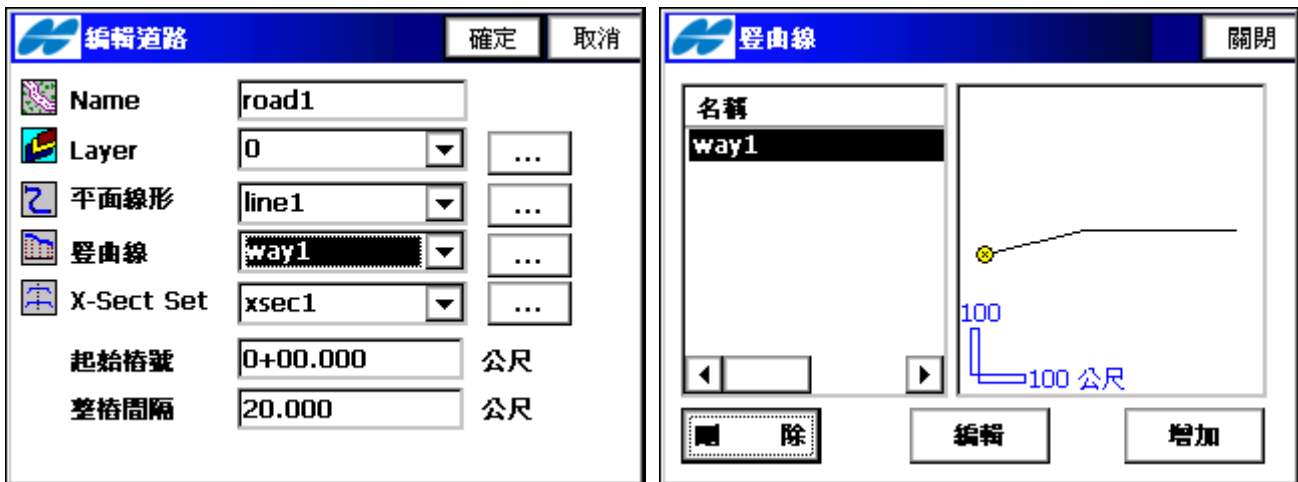 編輯道路 確定 取消
Name road1
Layer 0 ...
平面線形 line1 ...
豎曲線 way1 ...
X-Sect Set xsec1 ...
起始樁號 0+00.000 公尺
整樁間隔 20.000 公尺
豎曲線 關閉
名稱
way1
100
100 公尺
除 編輯 增加